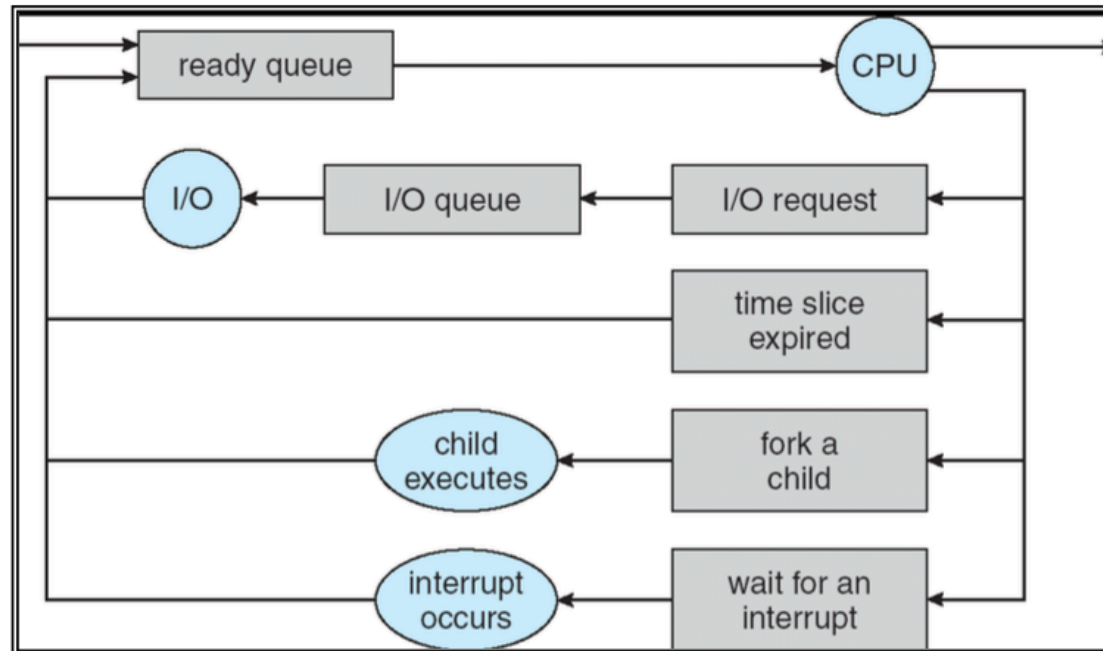 ready queue
CPU
I/O
I/O queue
I/O request
time slice
expired
child
executes
fork a
child
interrupt
occurs
wait for an
interrupt